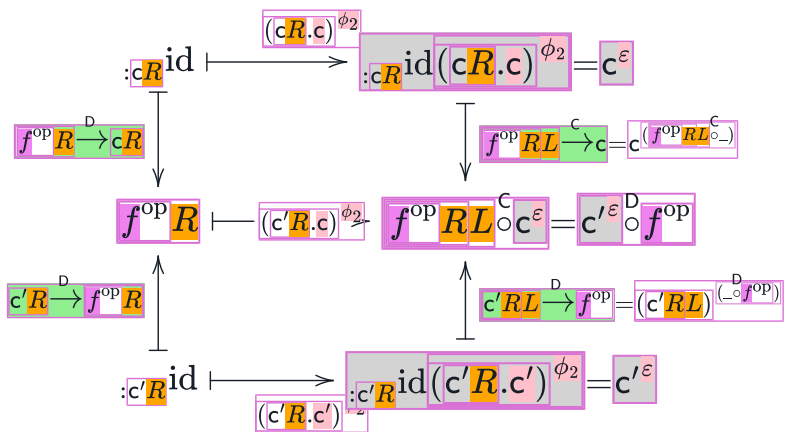 (cR.c)^ϕ₂
:cR id ⟼ :cR id(cR.c)^ϕ₂ = c^ε
f^op R →^D cR
f^op RL →^C c = c^(f^op RL ∘^C _)
f^op R ⟼ f^op RL ∘^C c^ε = c′^ε ∘^D f^op
(c′R.c)^ϕ₂
c′R →^D f^op R
c′RL →^D f^op = (c′RL)^(_ ∘^D f^op)
:c′R id ⟼ :c′R id(c′R.c′)^ϕ₂ = c′^ε
(c′R.c′)^ϕ₂